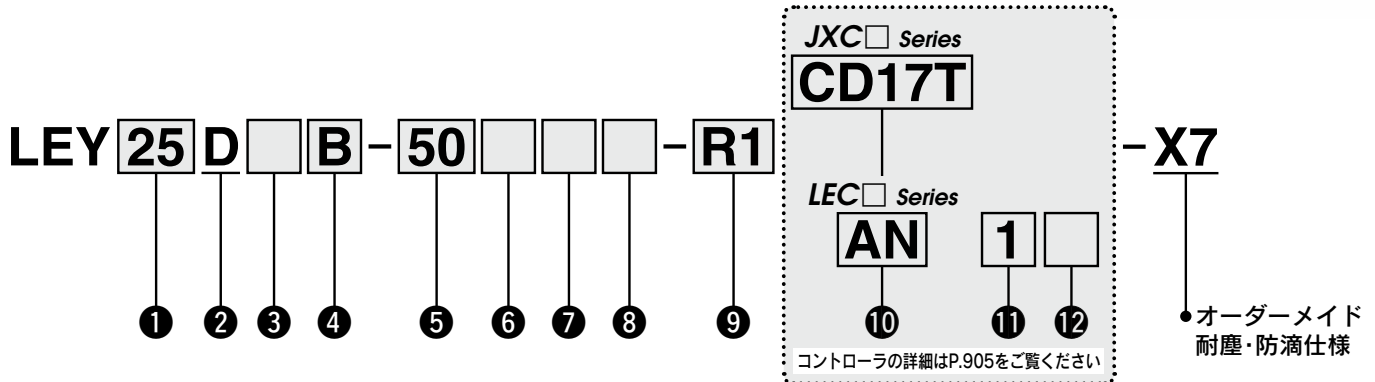 JXC□ Series
CD17T
LEY 25 D □ B - 50 □ □ □ - R1 - X7
LEC□ Series
AN 1 □
❶ ❷ ❸ ❹ ❺ ❻ ❼ ❽ ❾ ❿ ⓫ ⓬
●オーダーメイド
耐塵・防滴仕様
コントローラの詳細はP.905をご覧ください